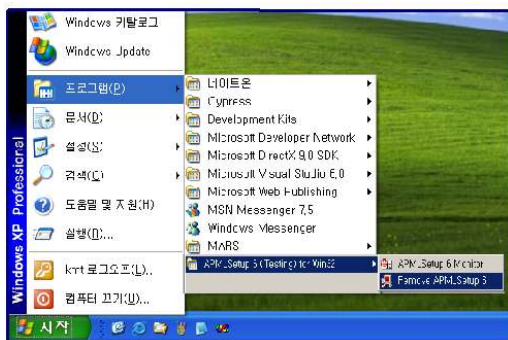 Windows 카탈로그
Windows Update
프로그램(P)
문서(D)
설정(S)
검색(C)
도움말 및 지원(H)
실행(R)...
로그오프(L)...
컴퓨터 끄기(U)...
Windows XP Professional
네이트온
Cypress
Development Kits
Microsoft Developer Network
Microsoft DirectX 9.0 SDK
Microsoft Visual Studio 6.0
Microsoft Web Publishing
MSN Messenger 7.5
Windows Messenger
MARS
APM_Setup 6 (Testing) for Win32
APM_Setup 6 Monitor
Remove APM_Setup 6
시작